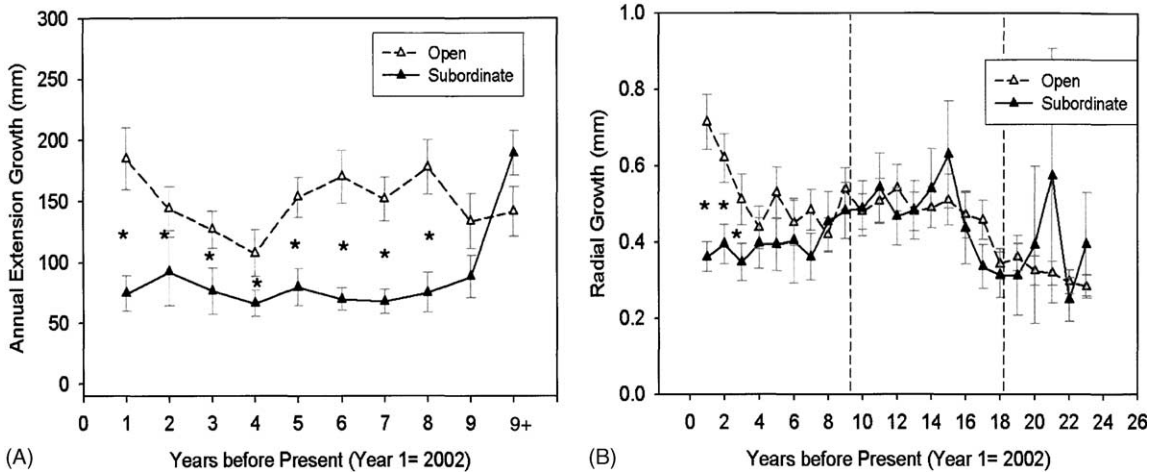 300
250
200
150
100
50
0
Annual Extension Growth (mm)
Open
Subordinate
* * * * * * * *
0 1 2 3 4 5 6 7 8 9 9+
(A) Years before Present (Year 1= 2002)
1.0
0.8
0.6
0.4
0.2
0.0
Radial Growth (mm)
Open
Subordinate
* * *
0 2 4 6 8 10 12 14 16 18 20 22 24 26
(B) Years before Present (Year 1= 2002)